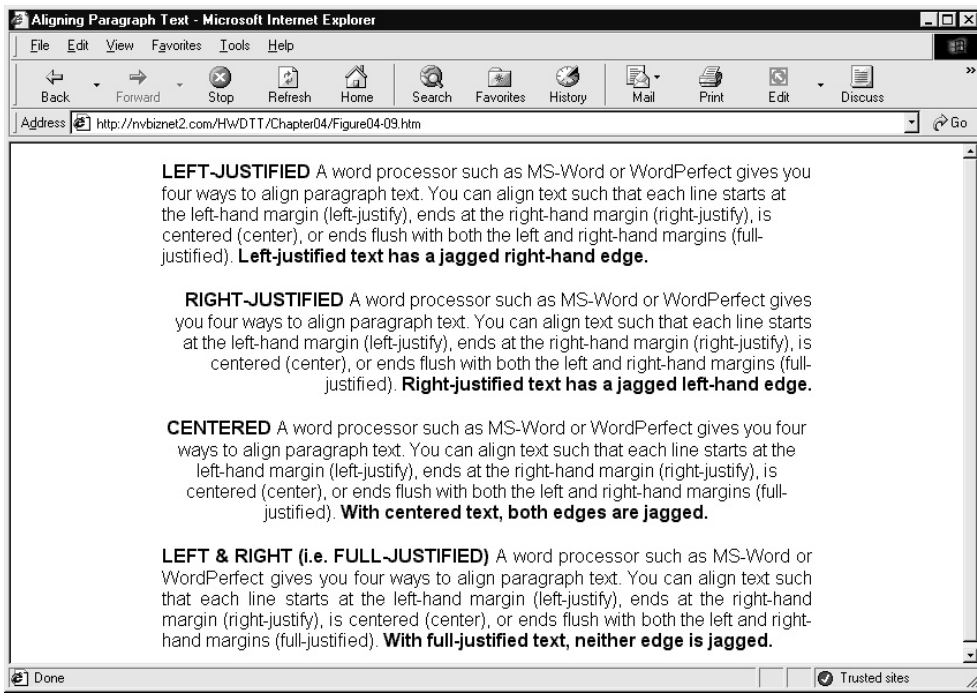 Aligning Paragraph Text - Microsoft Internet Explorer
File Edit View Favorites Tools Help
Back Forward Stop Refresh Home Search Favorites History Mail Print Edit Discuss
Address http://nvbiznet2.com/HWDTT/Chapter04/Figure04-09.htm Go
LEFT-JUSTIFIED A word processor such as MS-Word or WordPerfect gives you
four ways to align paragraph text. You can align text such that each line starts at
the left-hand margin (left-justify), ends at the right-hand margin (right-justify), is
centered (center), or ends flush with both the left and right-hand margins (full-
justified). Left-justified text has a jagged right-hand edge.
RIGHT-JUSTIFIED A word processor such as MS-Word or WordPerfect gives
you four ways to align paragraph text. You can align text such that each line starts
at the left-hand margin (left-justify), ends at the right-hand margin (right-justify), is
centered (center), or ends flush with both the left and right-hand margins (full-
justified). Right-justified text has a jagged left-hand edge.
CENTERED A word processor such as MS-Word or WordPerfect gives you four
ways to align paragraph text. You can align text such that each line starts at the
left-hand margin (left-justify), ends at the right-hand margin (right-justify), is
centered (center), or ends flush with both the left and right-hand margins (full-
justified). With centered text, both edges are jagged.
LEFT & RIGHT (i.e. FULL-JUSTIFIED) A word processor such as MS-Word or
WordPerfect gives you four ways to align paragraph text. You can align text such
that each line starts at the left-hand margin (left-justify), ends at the right-hand
margin (right-justify), is centered (center), or ends flush with both the left and right-
hand margins (full-justified). With full-justified text, neither edge is jagged.
Done Trusted sites